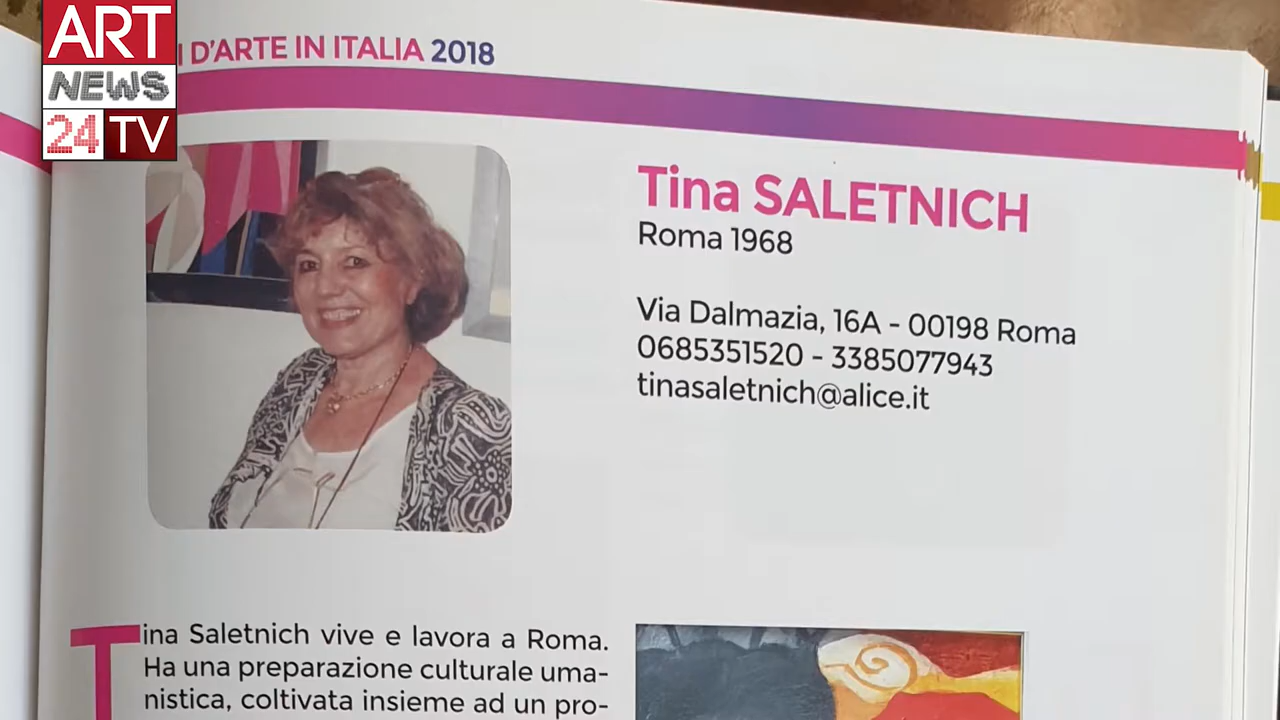 ART
NEWS
24 TV
D'ARTE IN ITALIA 2018
Tina SALETNICH
Roma 1968
Via Dalmazia, 16A - 00198 Roma
0685351520 - 3385077943
tinasaletnich@alice.it
Tina Saletnich vive e lavora a Roma.
Ha una preparazione culturale uma-
nistica, coltivata insieme ad un pro-